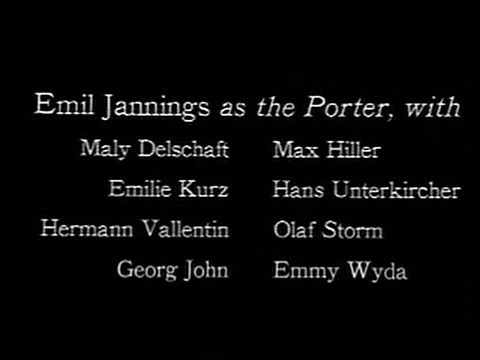 Emil Jannings as the Porter, with
Maly Delschaft Max Hiller
Emilie Kurz Hans Unterkircher
Hermann Vallentin Olaf Storm
Georg John Emmy Wyda